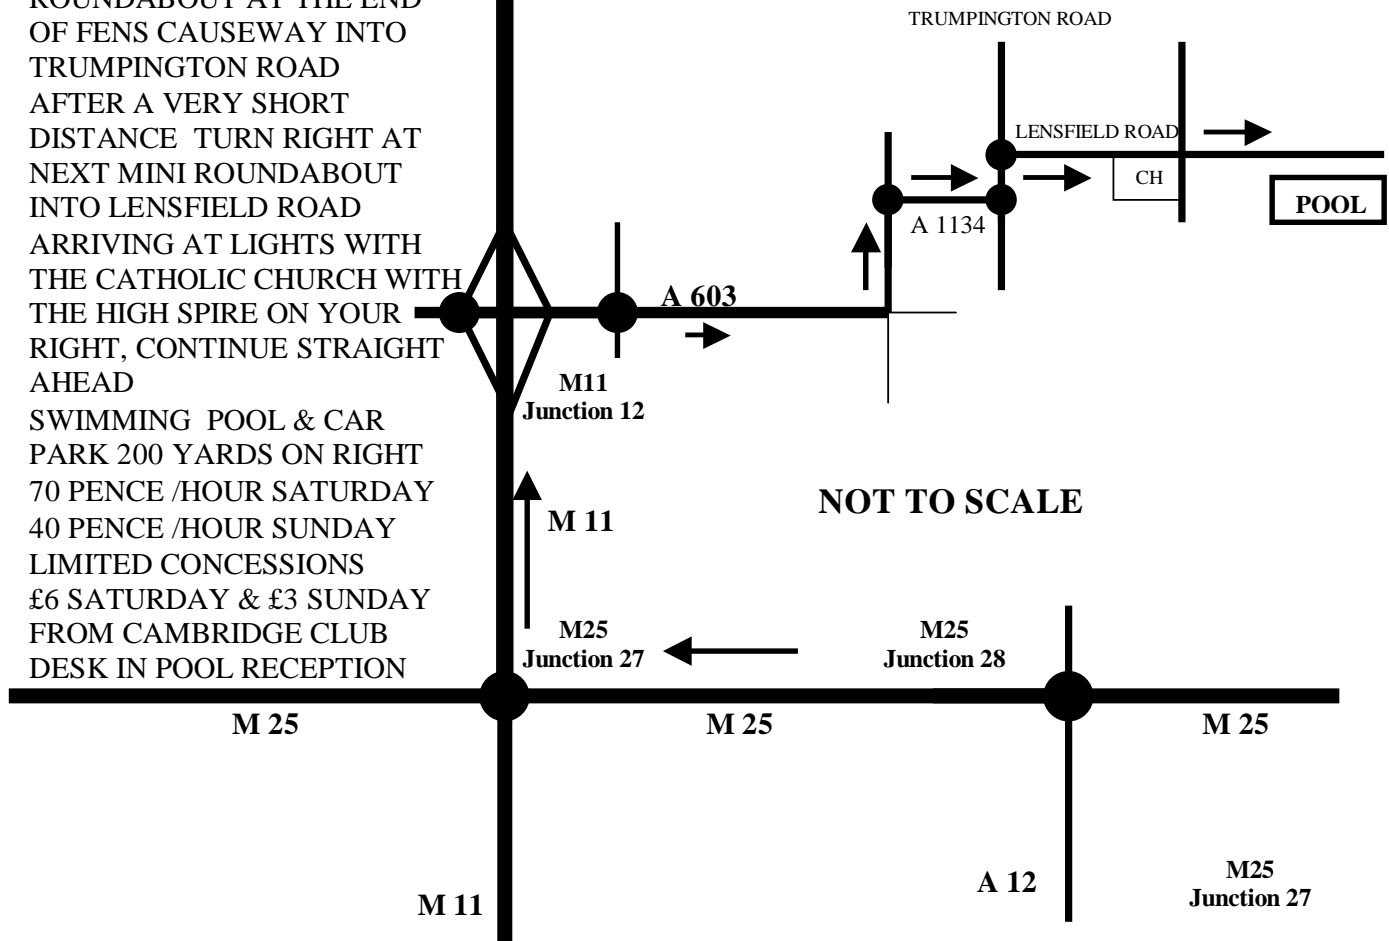 ROUNDABOUT AT THE END
OF FENS CAUSEWAY INTO
TRUMPINGTON ROAD
AFTER A VERY SHORT
DISTANCE  TURN RIGHT AT
NEXT MINI ROUNDABOUT
INTO LENSFIELD ROAD
ARRIVING AT LIGHTS WITH
THE CATHOLIC CHURCH WITH
THE HIGH SPIRE ON YOUR
RIGHT, CONTINUE STRAIGHT
AHEAD
SWIMMING  POOL & CAR
PARK 200 YARDS ON RIGHT
70 PENCE /HOUR SATURDAY
40 PENCE /HOUR SUNDAY
LIMITED CONCESSIONS
£6 SATURDAY & £3 SUNDAY
FROM CAMBRIDGE CLUB
DESK IN POOL RECEPTION
TRUMPINGTON ROAD
LENSFIELD ROAD
CH
POOL
A 1134
A 603
M11
Junction 12
NOT TO SCALE
M 11
M25
Junction 27
M25
Junction 28
M 25
M 25
M 25
A 12
M25
Junction 27
M 11